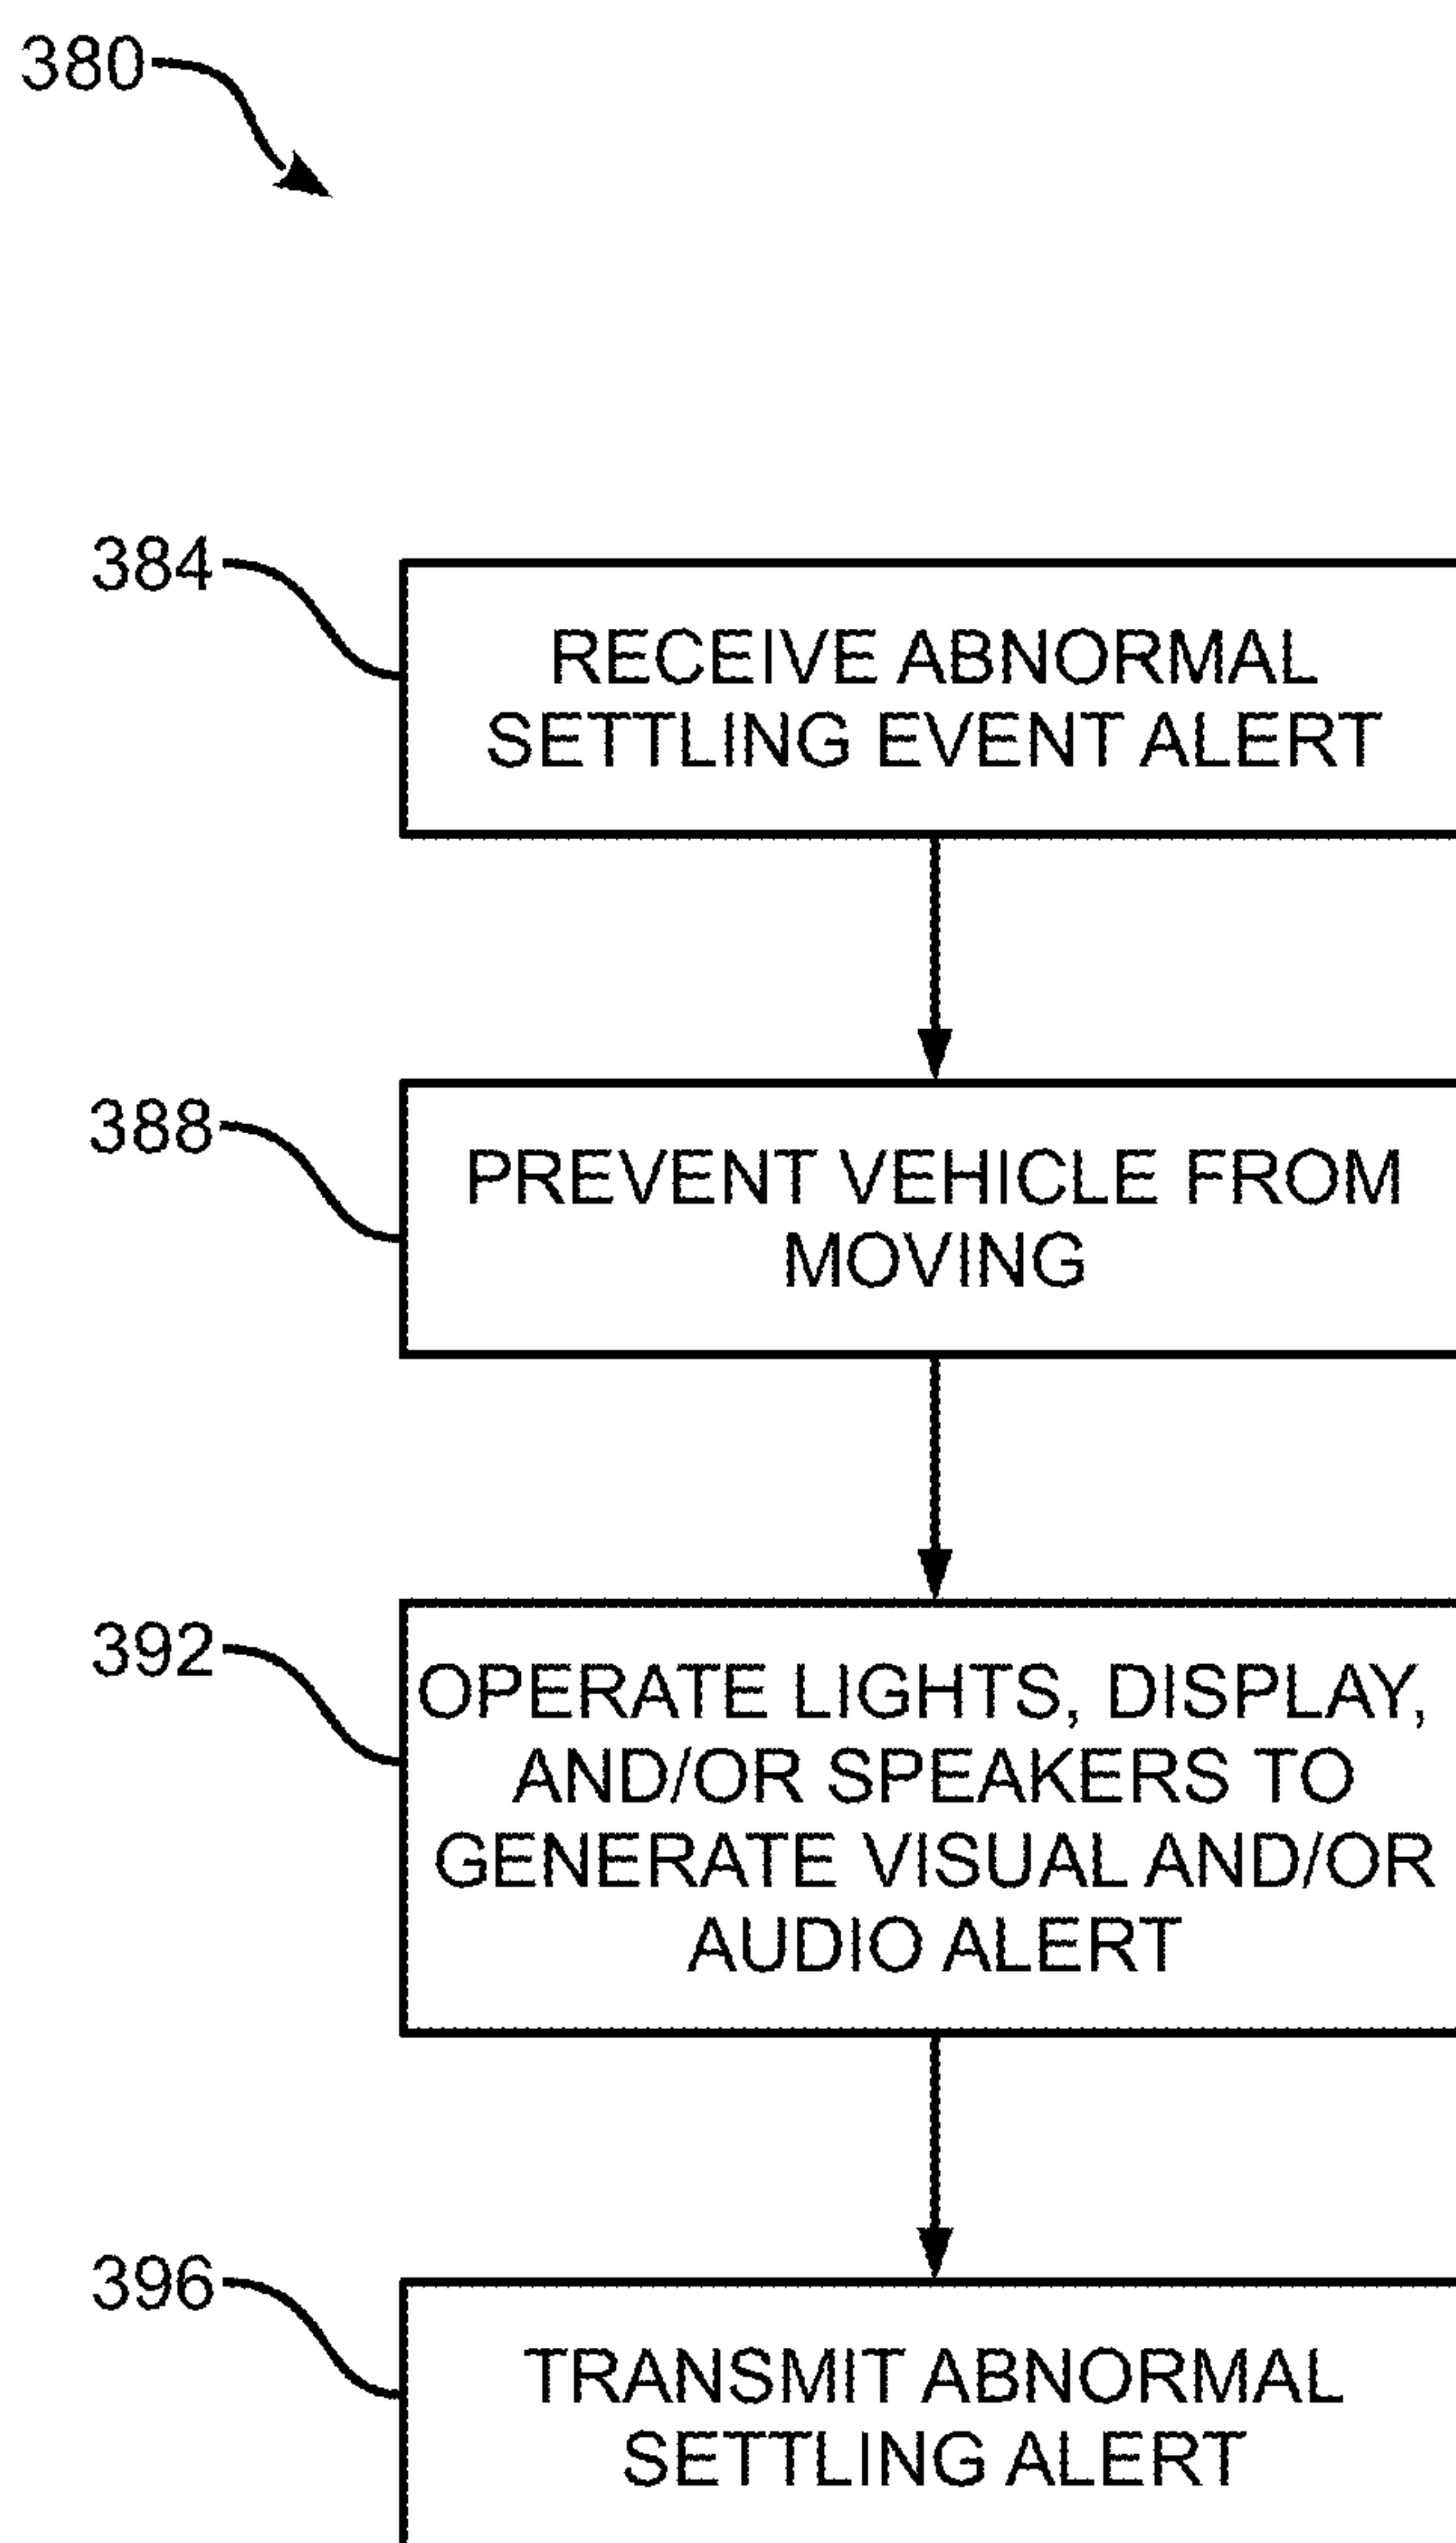 380
384
RECEIVE ABNORMAL
SETTLING EVENT ALERT
388
PREVENT VEHICLE FROM
MOVING
392
OPERATE LIGHTS, DISPLAY,
AND/OR SPEAKERS TO
GENERATE VISUAL AND/OR
AUDIO ALERT
396
TRANSMIT ABNORMAL
SETTLING ALERT